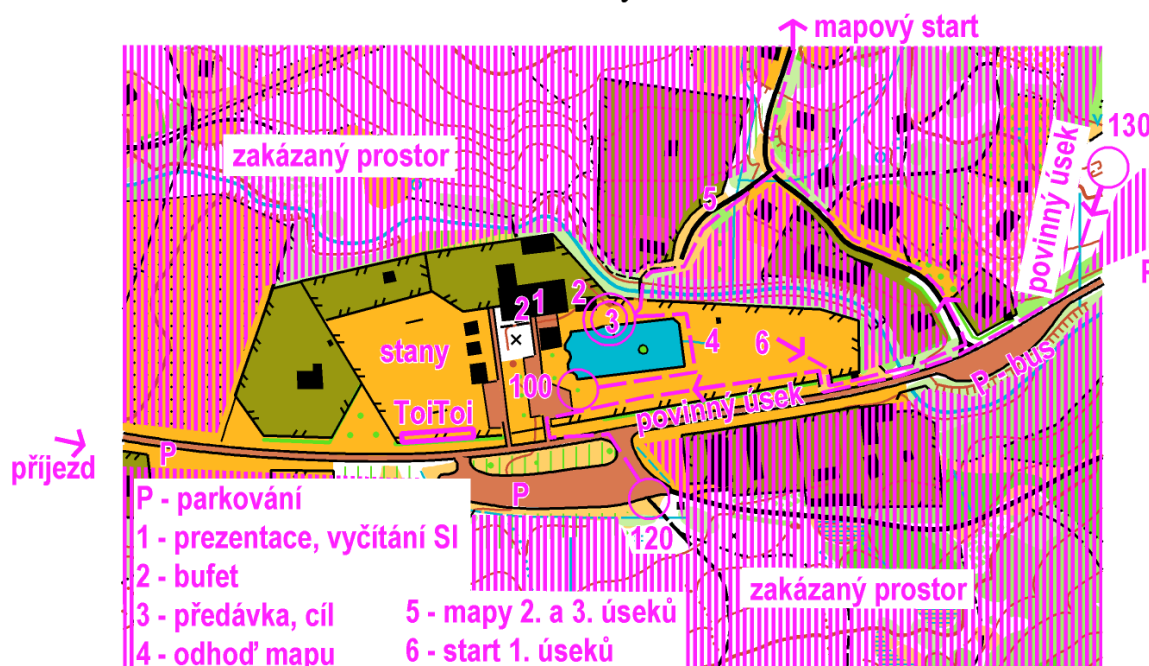 mapový start
130
povinný úsek
zakázaný prostor
5
2
21
3
4
6
stany
100
P - bus
povinný úsek
ToiToi
příjezd
P
P
120
P - parkování
1 - prezentace, vyčítání SI
2 - bufet
3 - předávka, cíl
4 - odhoď mapu
5 - mapy 2. a 3. úseků
6 - start 1. úseků
zakázaný prostor